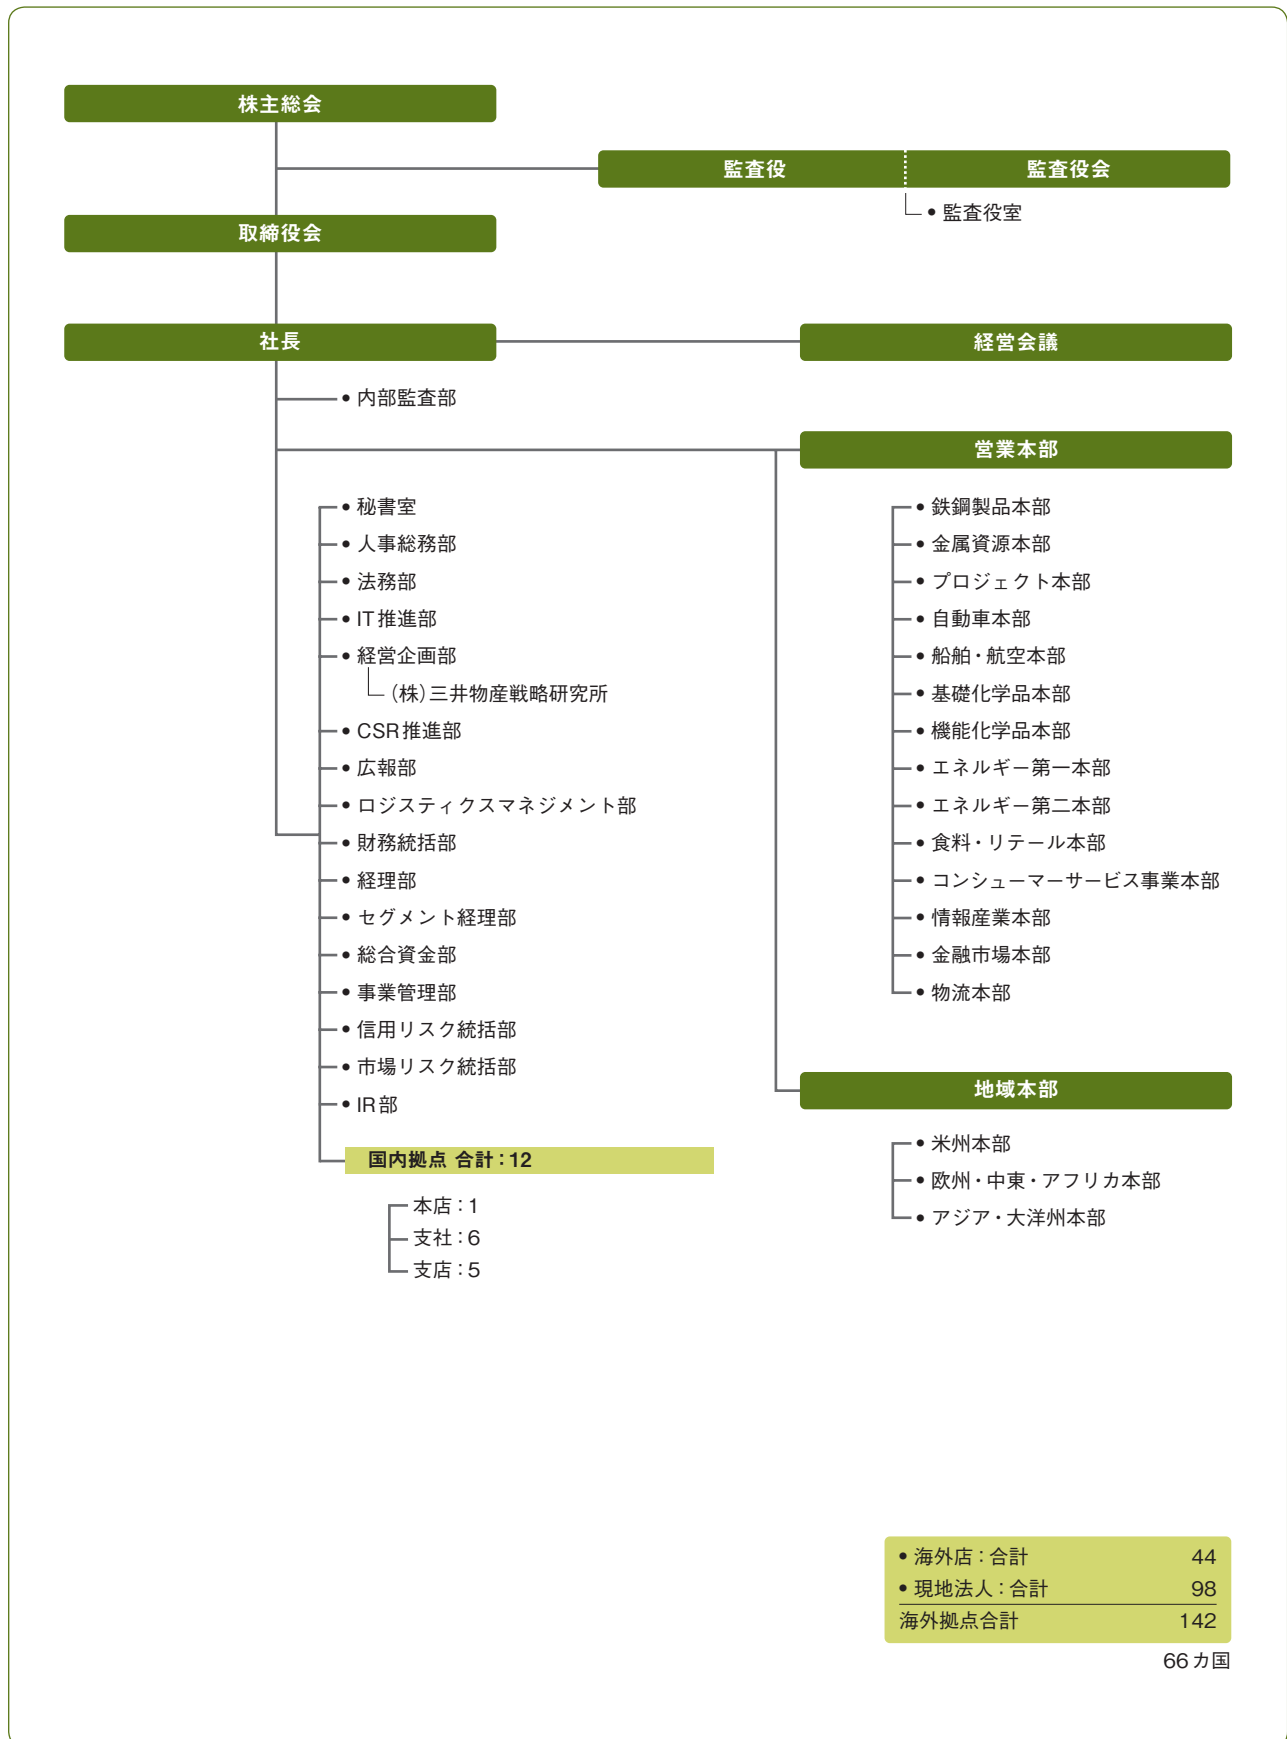 株主総会
監査役 監査役会
• 監査役室
取締役会
社長
経営会議
• 内部監査部
営業本部
• 秘書室
• 人事総務部
• 法務部
• IT推進部
• 経営企画部
(株)三井物産戦略研究所
• CSR推進部
• 広報部
• ロジスティクスマネジメント部
• 財務統括部
• 経理部
• セグメント経理部
• 総合資金部
• 事業管理部
• 信用リスク統括部
• 市場リスク統括部
• IR部
国内拠点 合計：12
本店：1
支社：6
支店：5
• 鉄鋼製品本部
• 金属資源本部
• プロジェクト本部
• 自動車本部
• 船舶・航空本部
• 基礎化学品本部
• 機能化学品本部
• エネルギー第一本部
• エネルギー第二本部
• 食料・リテール本部
• コンシューマーサービス事業本部
• 情報産業本部
• 金融市場本部
• 物流本部
地域本部
• 米州本部
• 欧州・中東・アフリカ本部
• アジア・大洋州本部
• 海外店：合計 44
• 現地法人：合計 98
海外拠点合計 142
66カ国